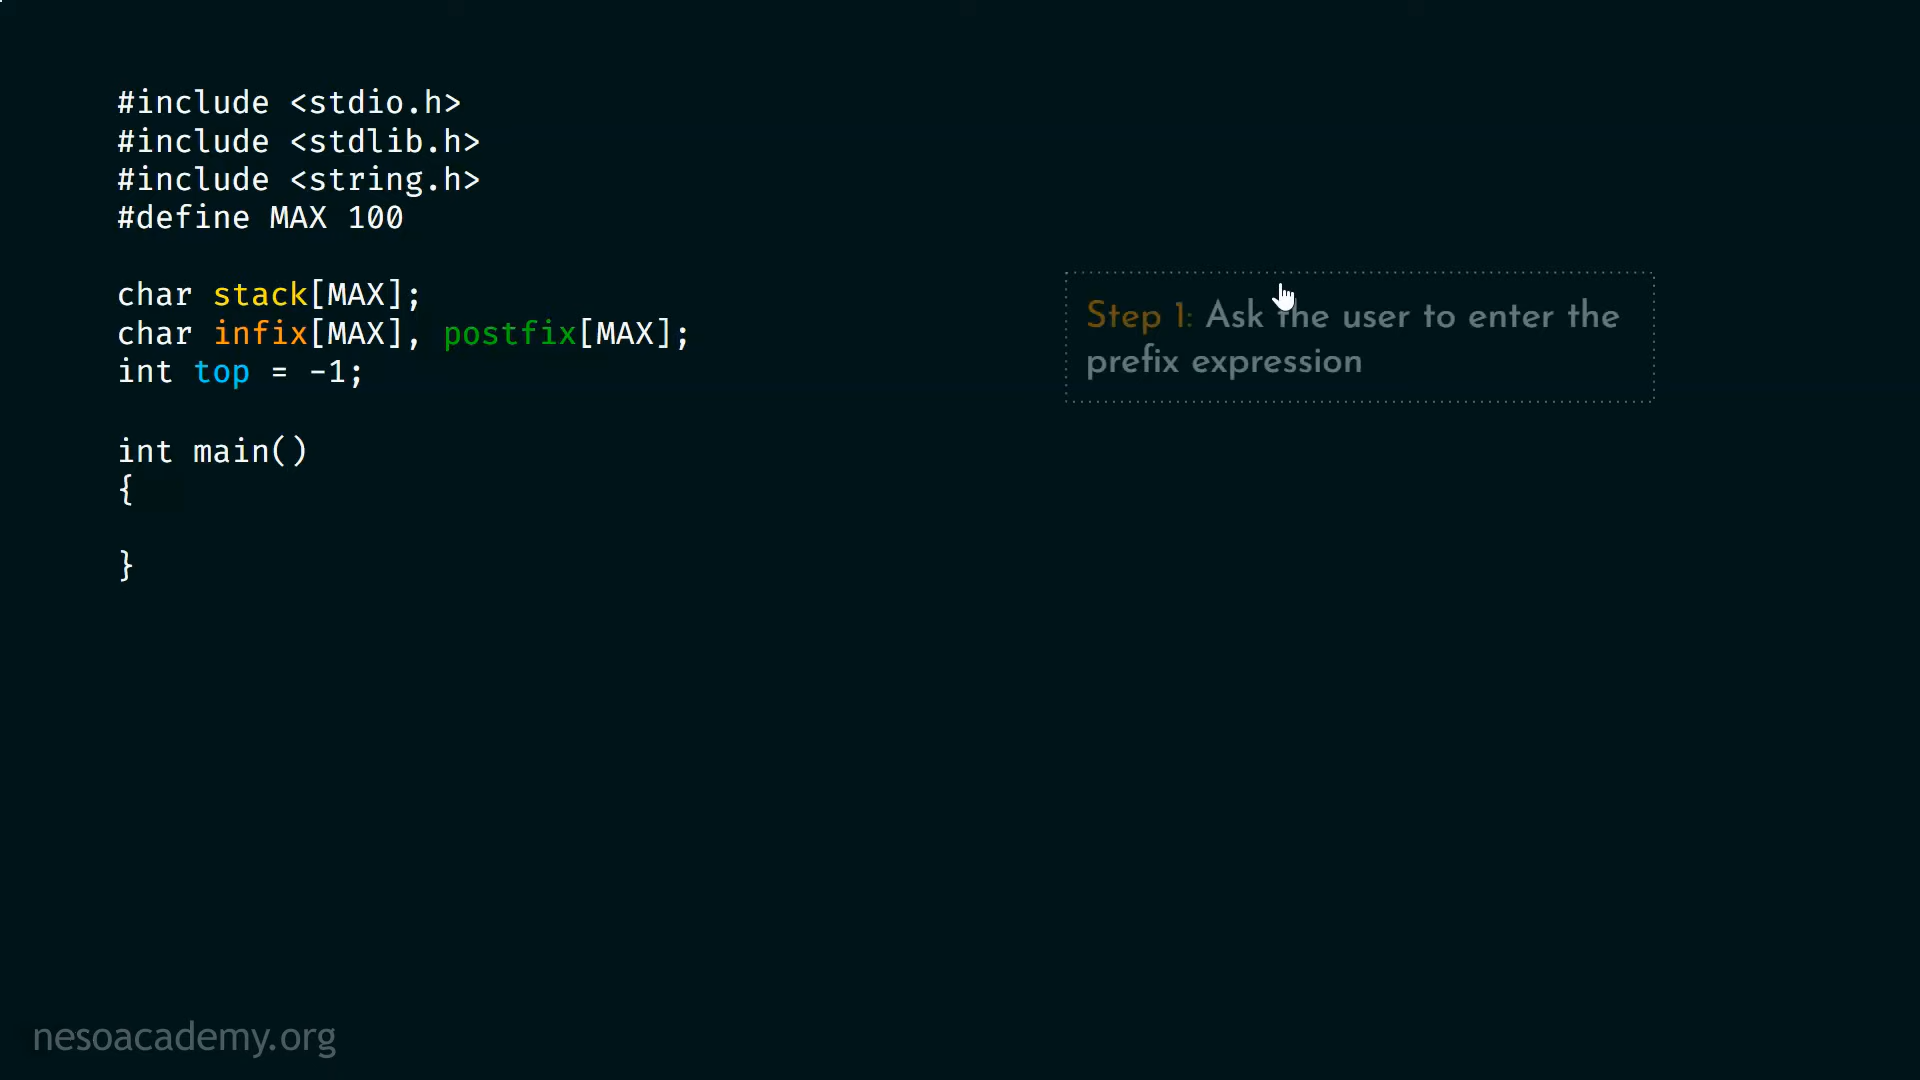 #include <stdio.h>
#include <stdlib.h>
#include <string.h>
#define MAX 100
char stack[MAX];
char infix[MAX], postfix[MAX];
int top = -1;
int main()
{
}
Step 1: Ask the user to enter the
prefix expression
nesoacademy.org